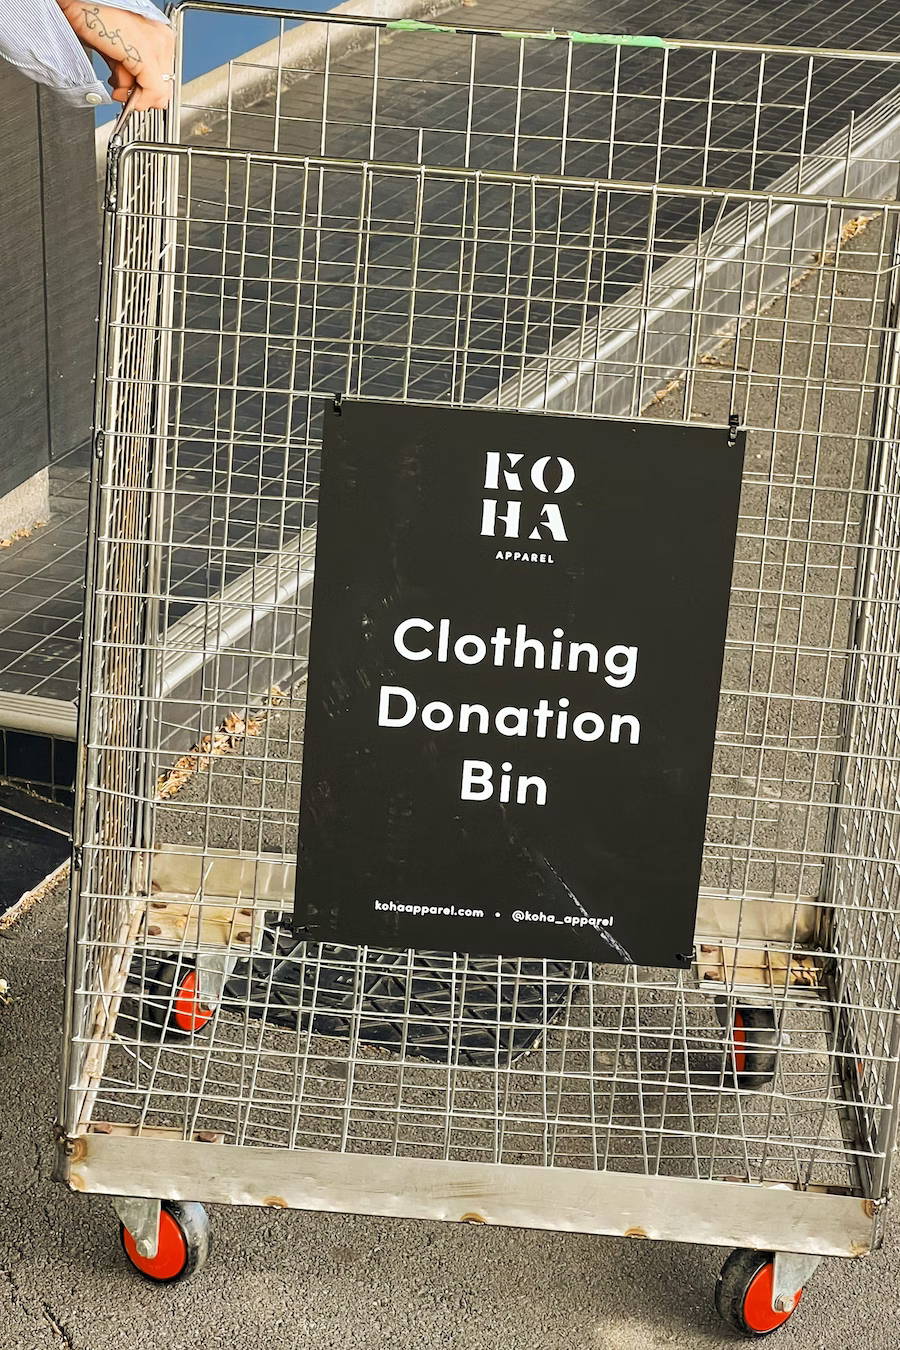 KO
HA
APPAREL
Clothing
Donation
Bin
kohaapparel.com • @koha_apparel